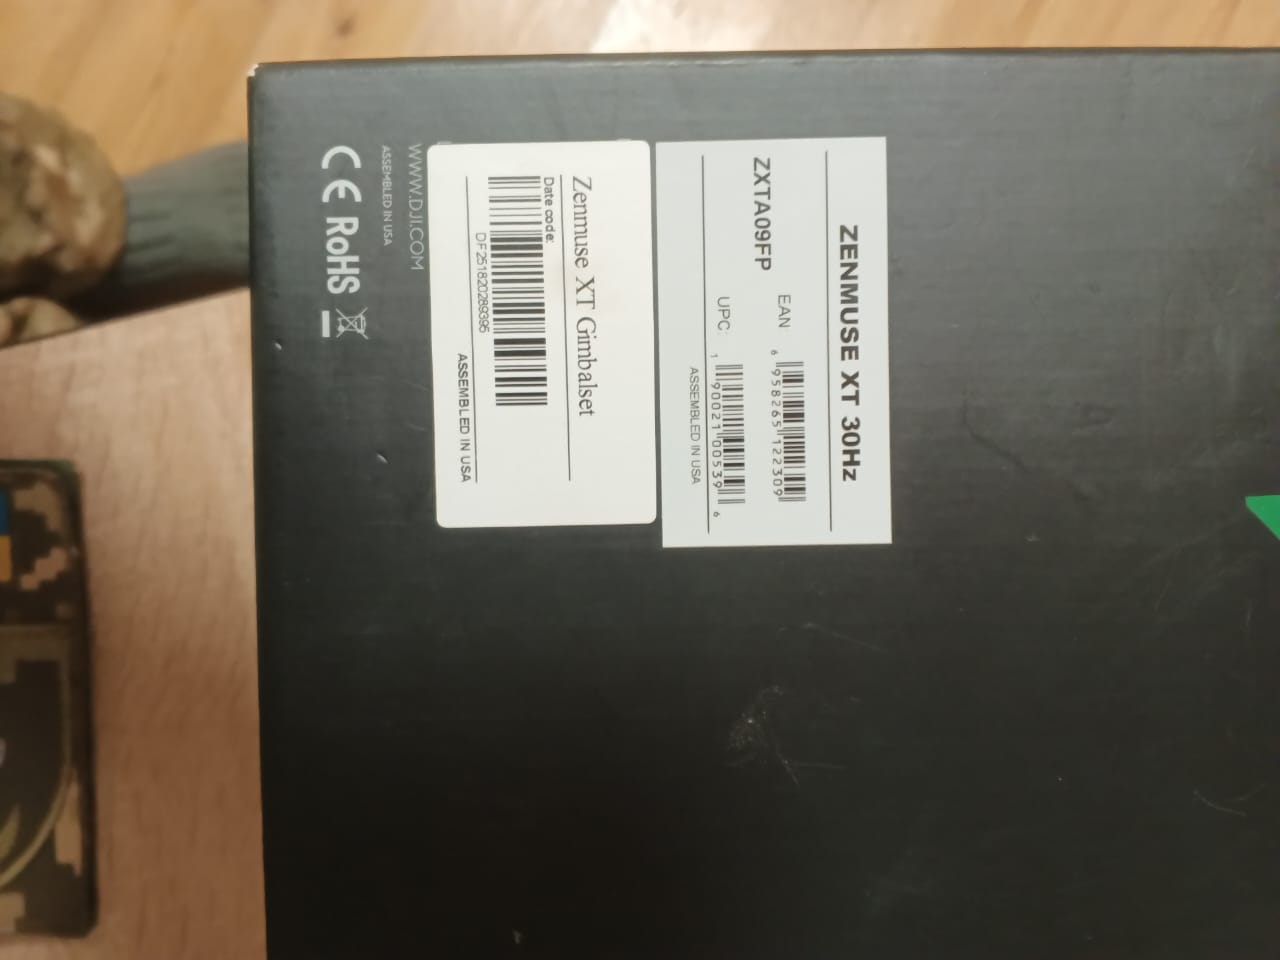 ZENMUSE XT 30Hz
EAN
6 958265 122309
ZXTA09FP
UPC:
1 90021 00539 6
ASSEMBLED IN USA
Zenmuse XT Gimbalset
Date code:
DF251820289395
ASSEMBLED IN USA
WWW.DJI.COM
ASSEMBLED IN USA
CE RoHS